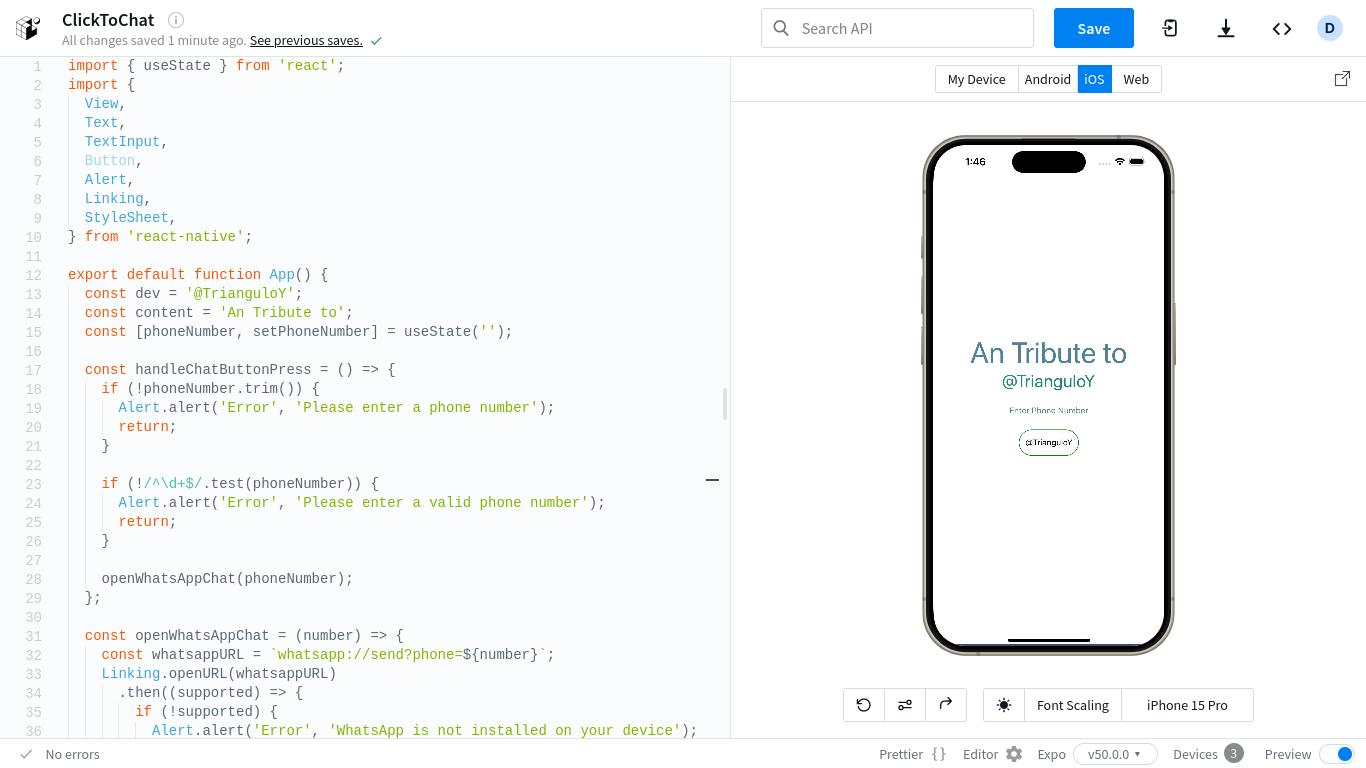 ClickToChat
All changes saved 1 minute ago. See previous saves.
Search API
Save
D
1 import { useState } from 'react';
2 import {
3 View,
4 Text,
5 TextInput,
6 Button,
7 Alert,
8 Linking,
9 StyleSheet,
10 } from 'react-native';
11
12 export default function App() {
13 const dev = '@TrianguloY';
14 const content = 'An Tribute to';
15 const [phoneNumber, setPhoneNumber] = useState('');
16
17 const handleChatButtonPress = () => {
18 if (!phoneNumber.trim()) {
19 Alert.alert('Error', 'Please enter a phone number');
20 return;
21 }
22
23 if (!/^\d+$/.test(phoneNumber)) {
24 Alert.alert('Error', 'Please enter a valid phone number');
25 return;
26 }
27
28 openWhatsAppChat(phoneNumber);
29 };
30
31 const openWhatsAppChat = (number) => {
32 const whatsappURL = `whatsapp://send?phone=${number}`;
33 Linking.openURL(whatsappURL)
34 .then((supported) => {
35 if (!supported) {
36 Alert.alert('Error', 'WhatsApp is not installed on your device');
My Device Android iOS Web
1:46
An Tribute to
@TrianguloY
Enter Phone Number
@TrianguloY
Font Scaling iPhone 15 Pro
No errors
Prettier {} Editor Expo v50.0.0 Devices 3 Preview